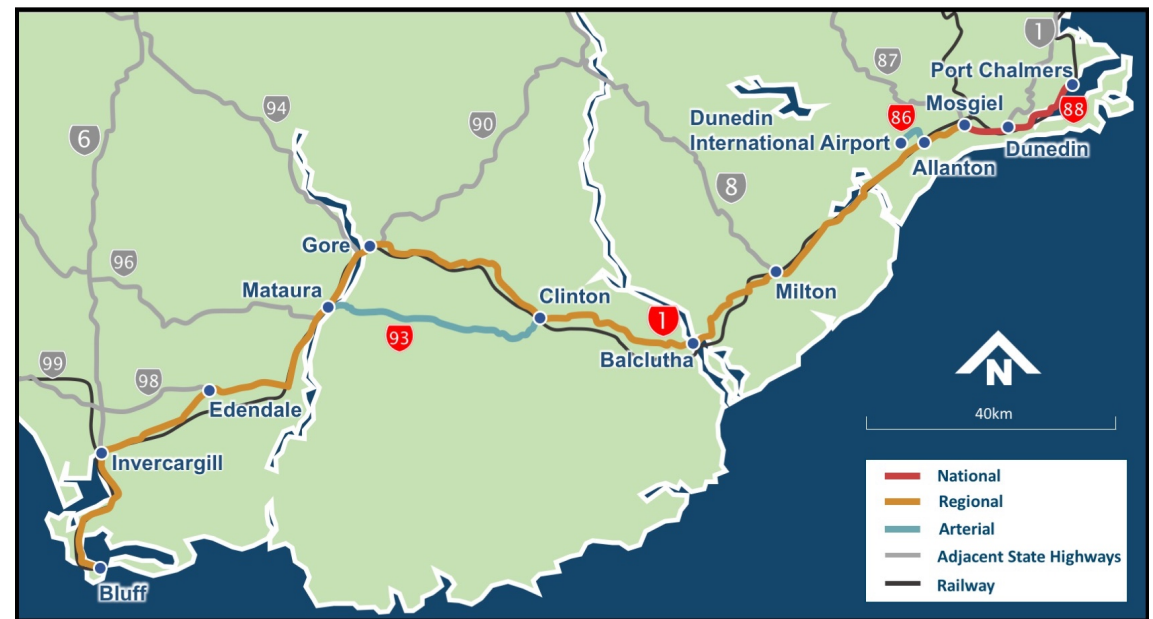 1
87
Port Chalmers
94
90
86
Mosgiel
88
6
Dunedin
International Airport
Dunedin
Allanton
8
Gore
96
Mataura
Clinton
1
Milton
93
Balclutha
99
98
Edendale
N
40km
Invercargill
National
Regional
Arterial
Adjacent State Highways
Railway
Bluff